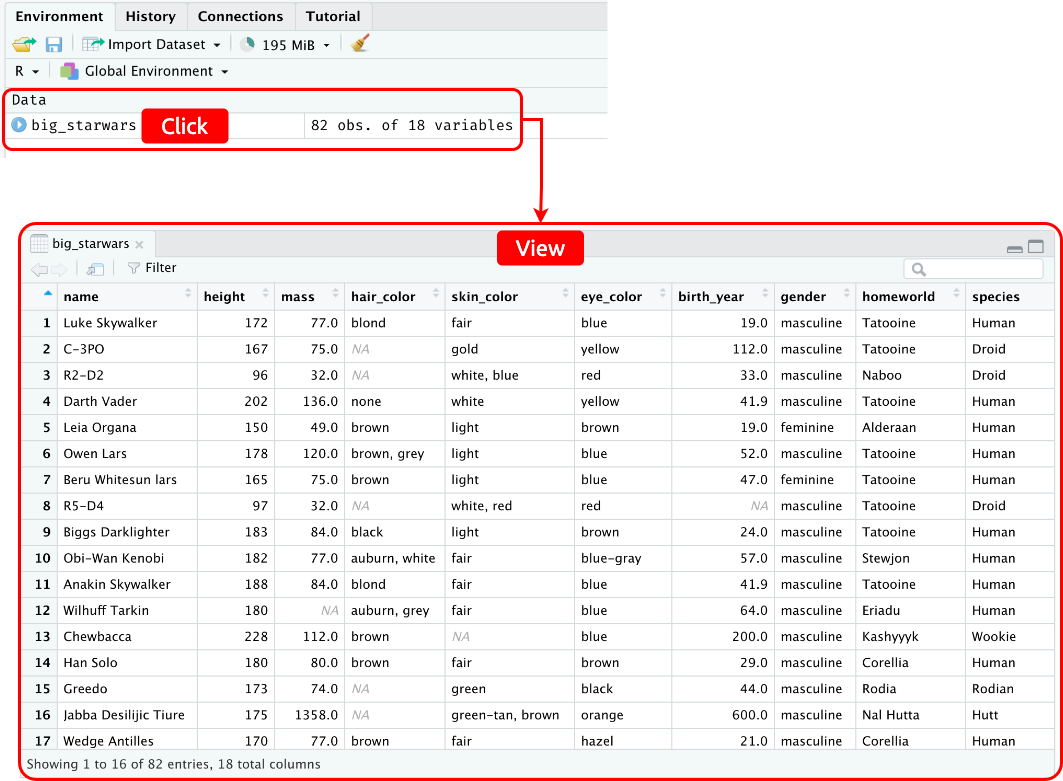 Environment History Connections Tutorial
Import Dataset 195 MiB
R Global Environment
Data
big_starwars Click 82 obs. of 18 variables
big_starwars View
Filter
name height mass hair_color skin_color eye_color birth_year gender homeworld species
1 Luke Skywalker 172 77.0 blond fair blue 19.0 masculine Tatooine Human
2 C-3PO 167 75.0 NA gold yellow 112.0 masculine Tatooine Droid
3 R2-D2 96 32.0 NA white, blue red 33.0 masculine Naboo Droid
4 Darth Vader 202 136.0 none white yellow 41.9 masculine Tatooine Human
5 Leia Organa 150 49.0 brown light brown 19.0 feminine Alderaan Human
6 Owen Lars 178 120.0 brown, grey light blue 52.0 masculine Tatooine Human
7 Beru Whitesun lars 165 75.0 brown light blue 47.0 feminine Tatooine Human
8 R5-D4 97 32.0 NA white, red red NA masculine Tatooine Droid
9 Biggs Darklighter 183 84.0 black light brown 24.0 masculine Tatooine Human
10 Obi-Wan Kenobi 182 77.0 auburn, white fair blue-gray 57.0 masculine Stewjon Human
11 Anakin Skywalker 188 84.0 blond fair blue 41.9 masculine Tatooine Human
12 Wilhuff Tarkin 180 NA auburn, grey fair blue 64.0 masculine Eriadu Human
13 Chewbacca 228 112.0 brown NA blue 200.0 masculine Kashyyyk Wookie
14 Han Solo 180 80.0 brown fair brown 29.0 masculine Corellia Human
15 Greedo 173 74.0 NA green black 44.0 masculine Rodia Rodian
16 Jabba Desilijic Tiure 175 1358.0 NA green-tan, brown orange 600.0 masculine Nal Hutta Hutt
17 Wedge Antilles 170 77.0 brown fair hazel 21.0 masculine Corellia Human
Showing 1 to 16 of 82 entries, 18 total columns